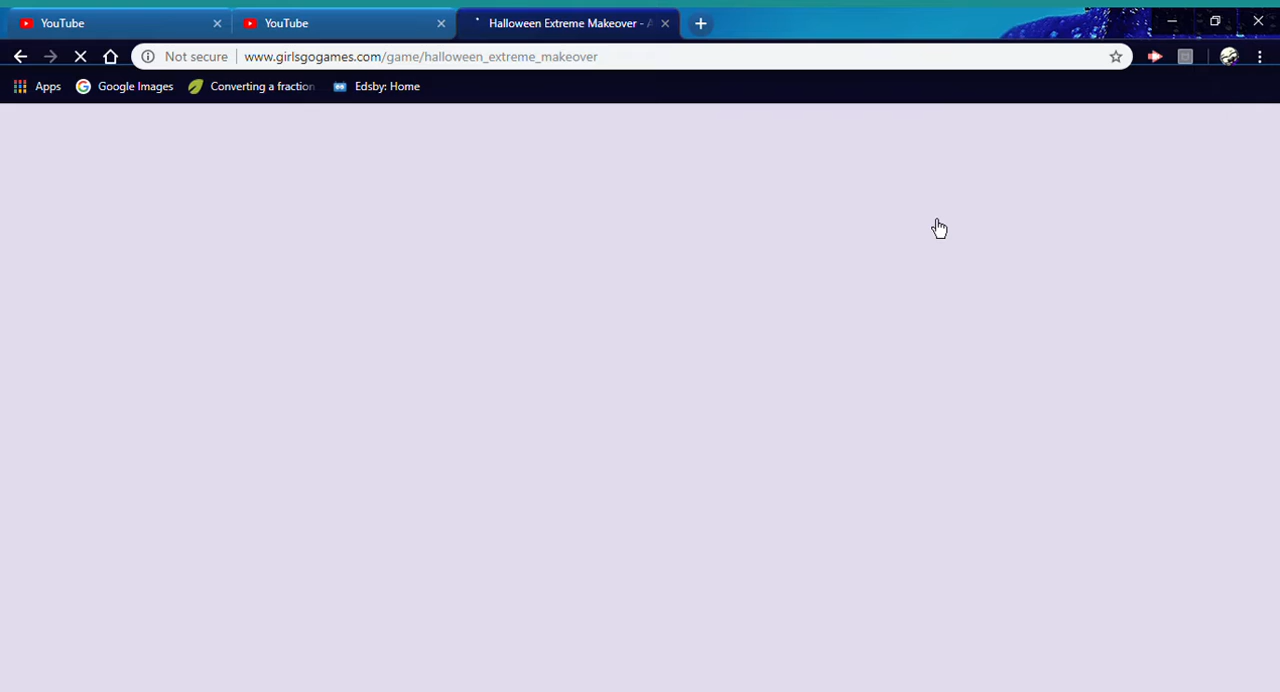 YouTube YouTube Halloween Extreme Makeover - A
Not secure www.girlsgogames.com/game/halloween_extreme_makeover
Apps Google Images Converting a fraction Edsby: Home